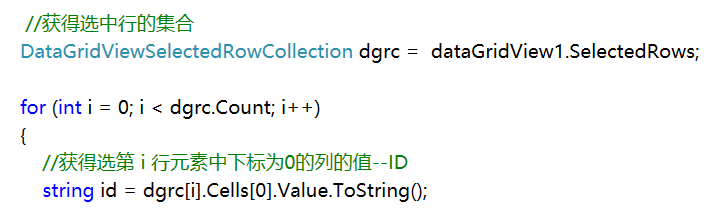 //获得选中行的集合
DataGridViewSelectedRowCollection dgrc =  dataGridView1.SelectedRows;
for (int i = 0; i < dgrc.Count; i++)
{
//获得选第 i 行元素中下标为0的列的值--ID
string id = dgrc[i].Cells[0].Value.ToString();